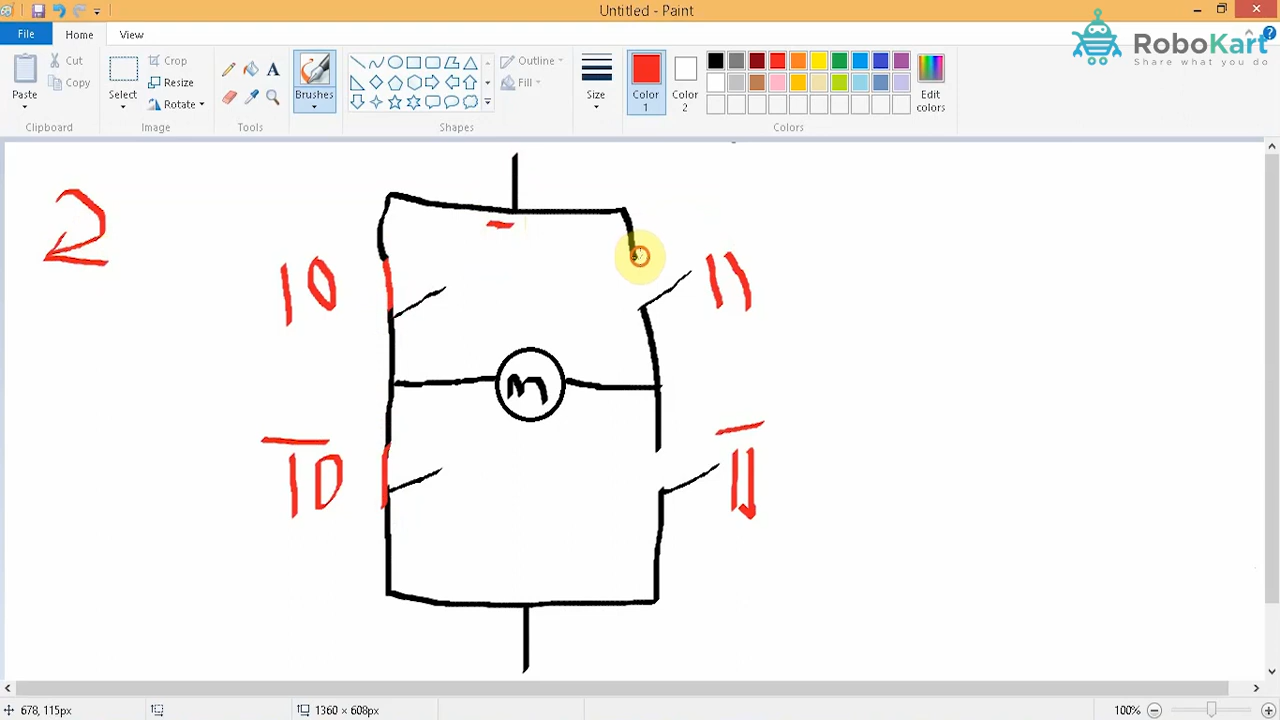 Untitled - Paint
File
Home
View
RoboKart
Share what you do
Paste
Cut
Copy
Clipboard
Select
Crop
Resize
Rotate
Image
Tools
Brushes
Shapes
Outline
Fill
Size
Color 1
Color 2
Edit colors
Colors
2
10
11
M
10
11
678, 115px
1360 × 608px
100%